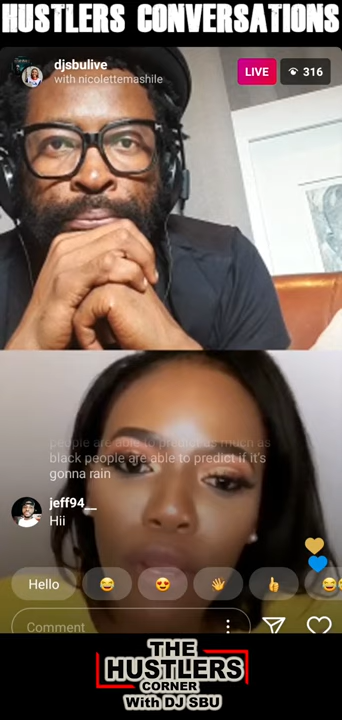 HUSTLERS CONVERSATIONS
djsbulive
with nicolettemashile
LIVE
316
people are able to predict as much as
black people are able to predict if it's
gonna rain
jeff94__
Hii
Hello
Comment
THE
HUSTLERS
CORNER
With DJ SBU